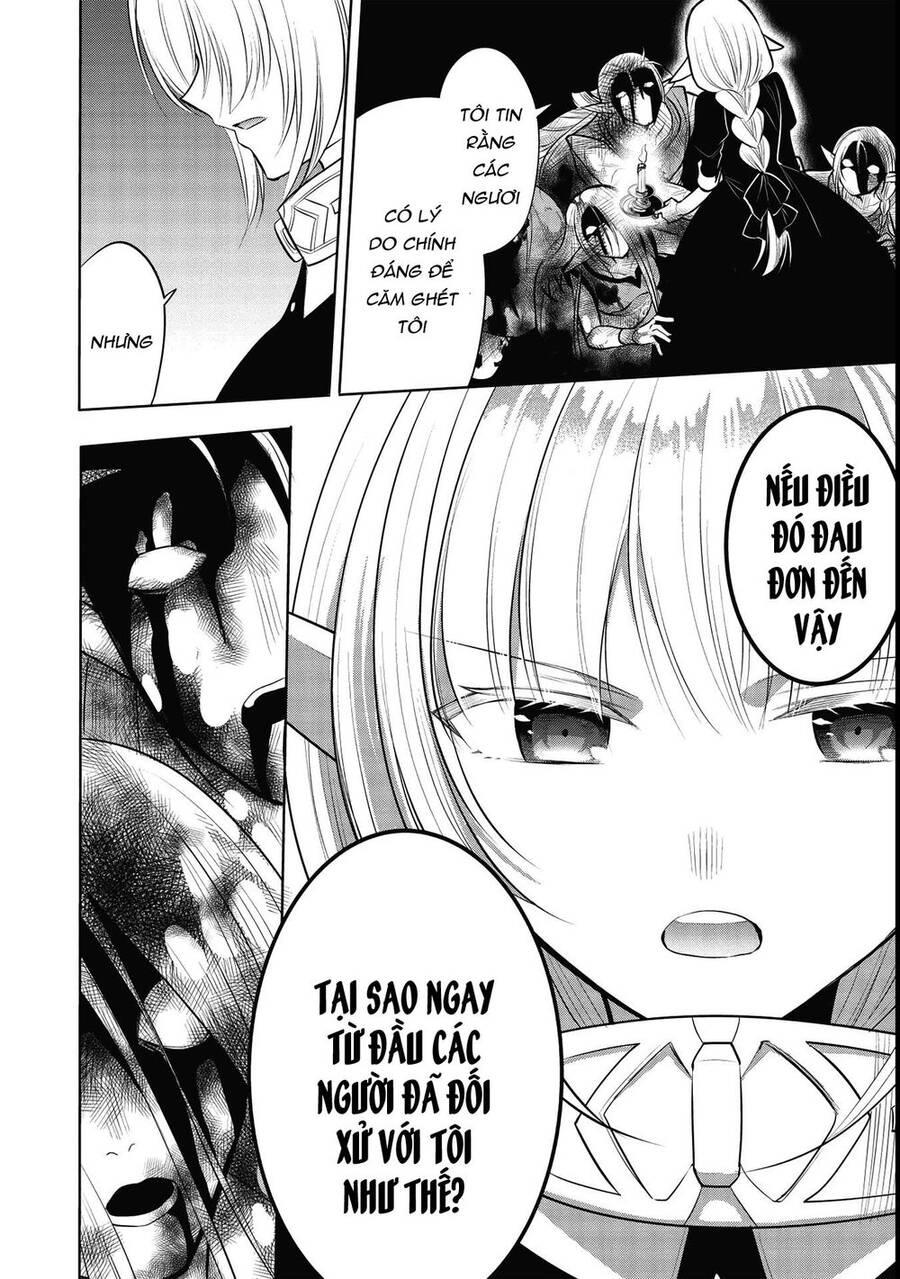 TÔI TIN
RẰNG CÁC
NGƯƠI
CÓ LÝ
DO CHÍNH
ĐÁNG ĐỂ
CĂM GHÉT
TÔI
NHƯNG
NẾU ĐIỀU
ĐÓ ĐAU
ĐƠN ĐẾN
VẬY
TẠI SAO NGAY
TỪ ĐẦU CÁC
NGƯỜI ĐÃ ĐỐI
XỬ VỚI TÔI
NHƯ THẾ?